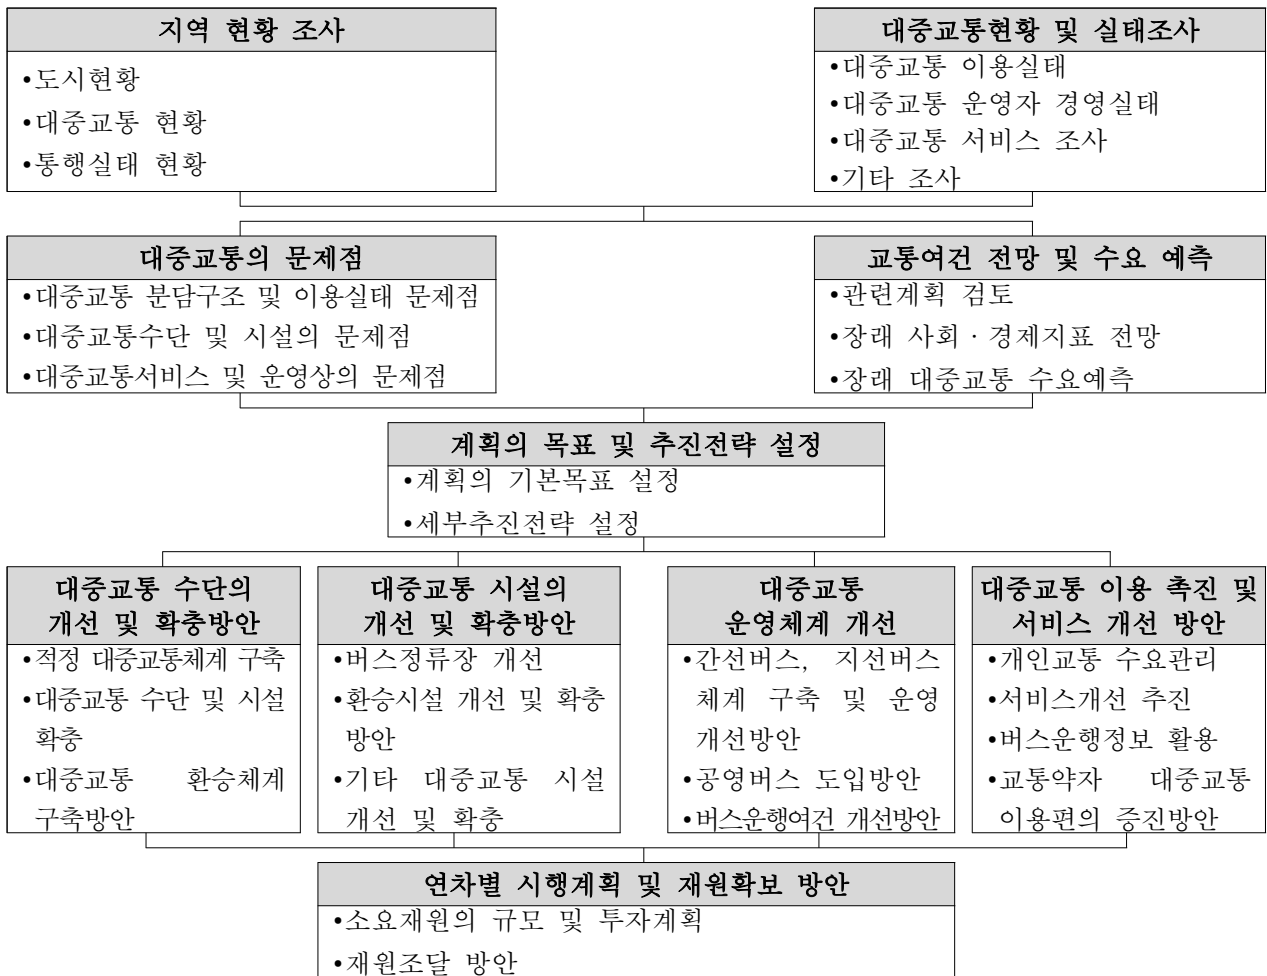 지역 현황 조사
•도시현황
•대중교통 현황
•통행실태 현황
대중교통현황 및 실태조사
•대중교통 이용실태
•대중교통 운영자 경영실태
•대중교통 서비스 조사
•기타 조사
대중교통의 문제점
•대중교통 분담구조 및 이용실태 문제점
•대중교통수단 및 시설의 문제점
•대중교통서비스 및 운영상의 문제점
교통여건 전망 및 수요 예측
•관련계획 검토
•장래 사회ㆍ경제지표 전망
•장래 대중교통 수요예측
계획의 목표 및 추진전략 설정
•계획의 기본목표 설정
•세부추진전략 설정
대중교통 수단의
개선 및 확충방안
•적정 대중교통체계 구축
•대중교통 수단 및 시설
확충
•대중교통 환승체계
구축방안
대중교통 시설의
개선 및 확충방안
•버스정류장 개선
•환승시설 개선 및 확충
방안
•기타 대중교통 시설
개선 및 확충
대중교통
운영체계 개선
•간선버스, 지선버스
체계 구축 및 운영
개선방안
•공영버스 도입방안
•버스운행여건 개선방안
대중교통 이용 촉진 및
서비스 개선 방안
•개인교통 수요관리
•서비스개선 추진
•버스운행정보 활용
•교통약자 대중교통
이용편의 증진방안
연차별 시행계획 및 재원확보 방안
•소요재원의 규모 및 투자계획
•재원조달 방안